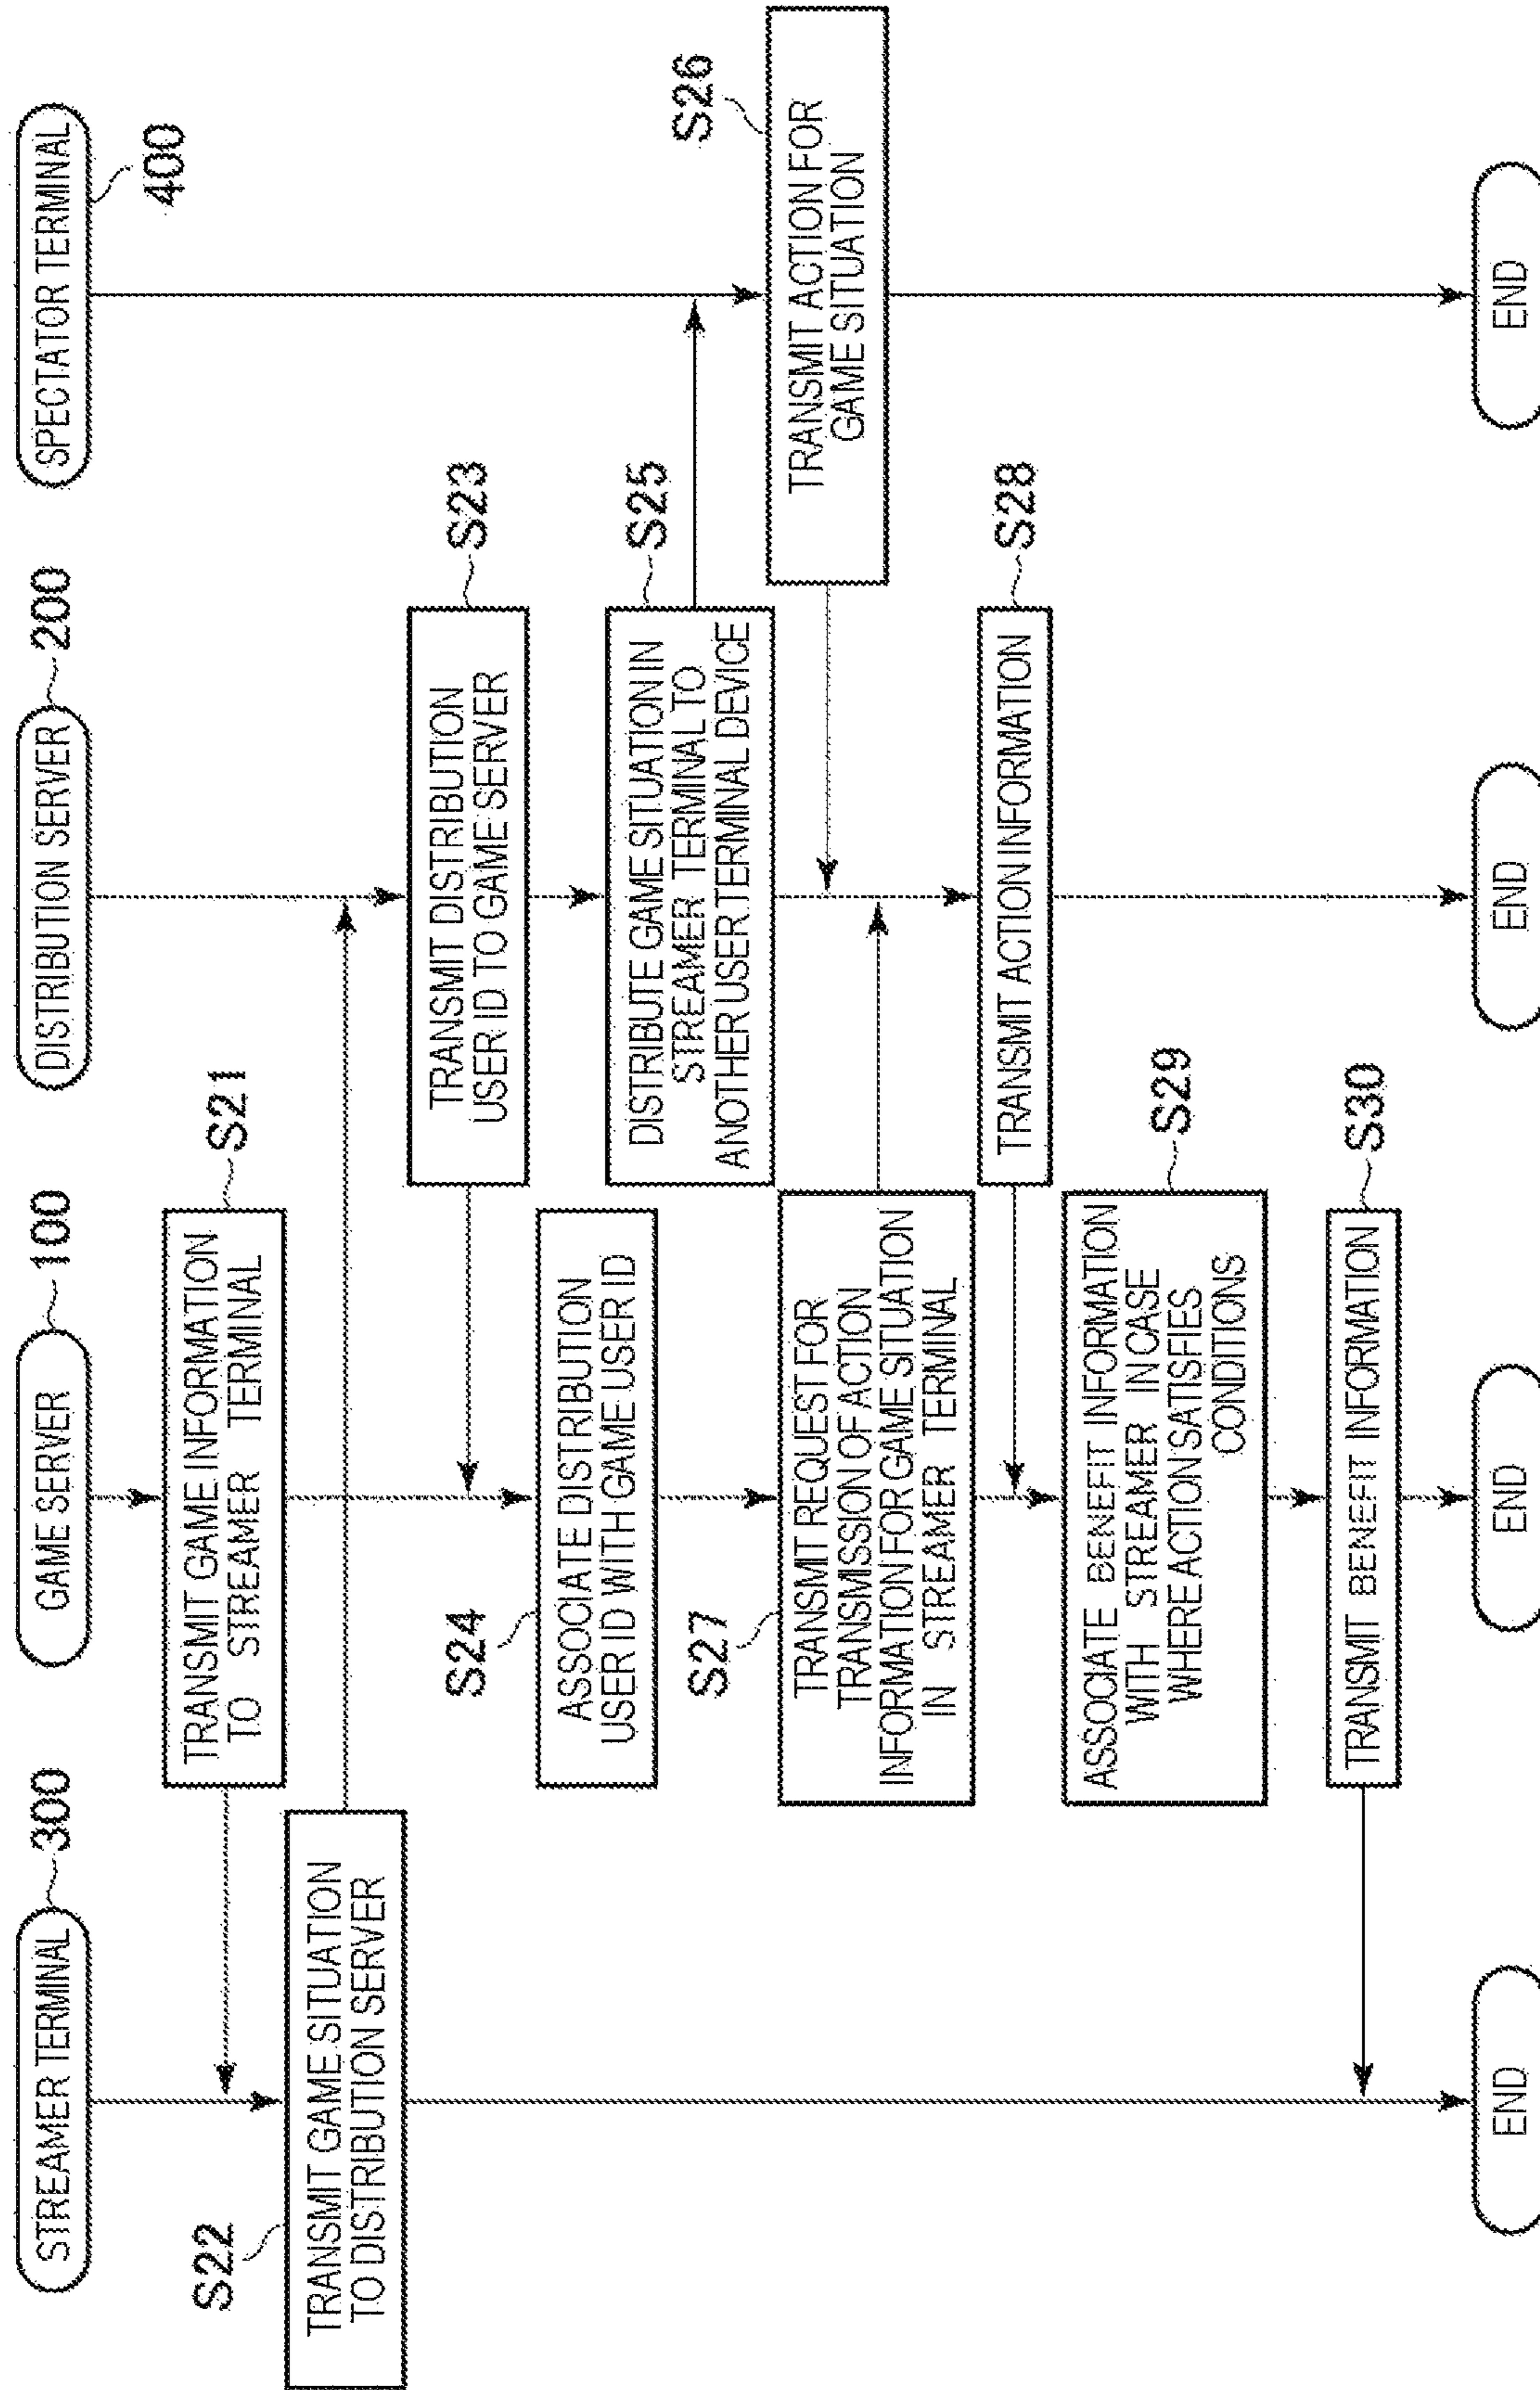 STREAMER TERMINAL
300
GAME SERVER
100
DISTRIBUTION SERVER
200
SPECTATOR TERMINAL
400
S21
TRANSMIT GAME INFORMATION
TO STREAMER TERMINAL
S22
TRANSMIT GAME SITUATION
TO DISTRIBUTION SERVER
S23
TRANSMIT DISTRIBUTION
USER ID TO GAME SERVER
S24
ASSOCIATE DISTRIBUTION
USER ID WITH GAME USER ID
S25
DISTRIBUTE GAME SITUATION IN
STREAMER TERMINAL TO
ANOTHER USER TERMINAL DEVICE
S26
TRANSMIT ACTION FOR
GAME SITUATION
S27
TRANSMIT REQUEST FOR
TRANSMISSION OF ACTION
INFORMATION FOR GAME SITUATION
IN STREAMER TERMINAL
S28
TRANSMIT ACTION INFORMATION
S29
ASSOCIATE BENEFIT INFORMATION
WITH STREAMER IN CASE
WHERE ACTION SATISFIES
CONDITIONS
S30
TRANSMIT BENEFIT INFORMATION
END
END
END
END